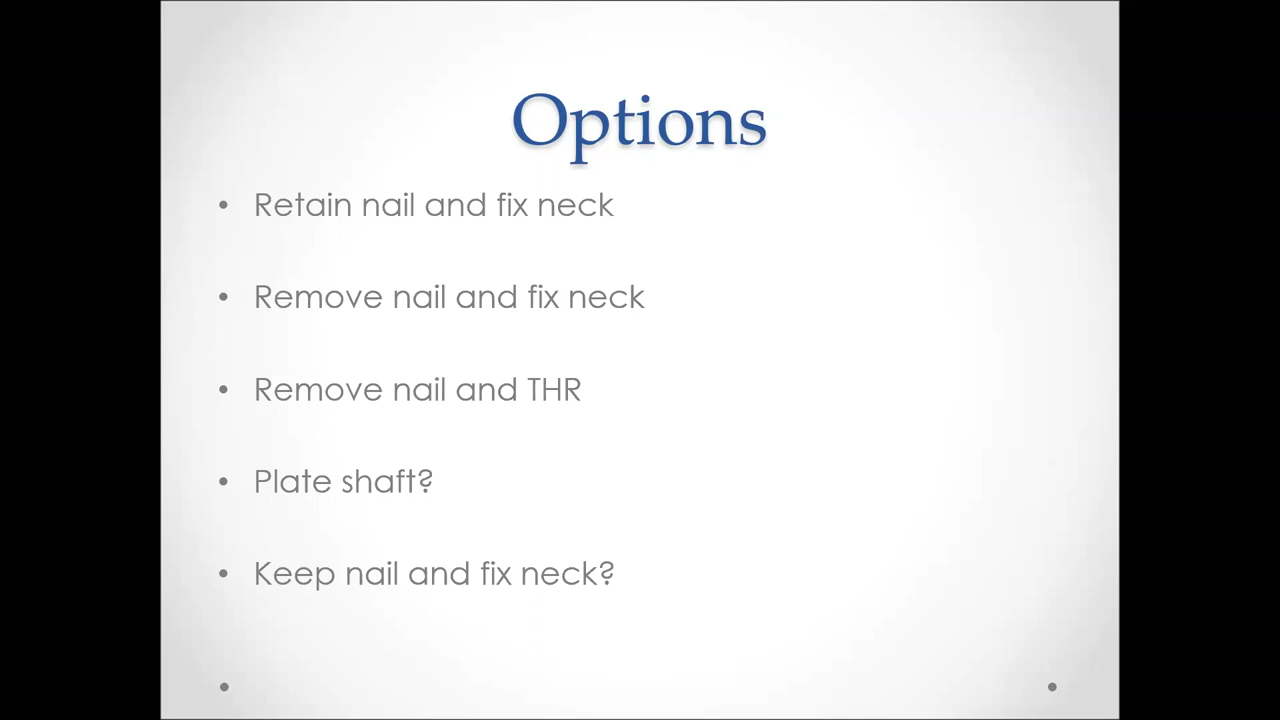 Options
• Retain nail and fix neck
• Remove nail and fix neck
• Remove nail and THR
• Plate shaft?
• Keep nail and fix neck?